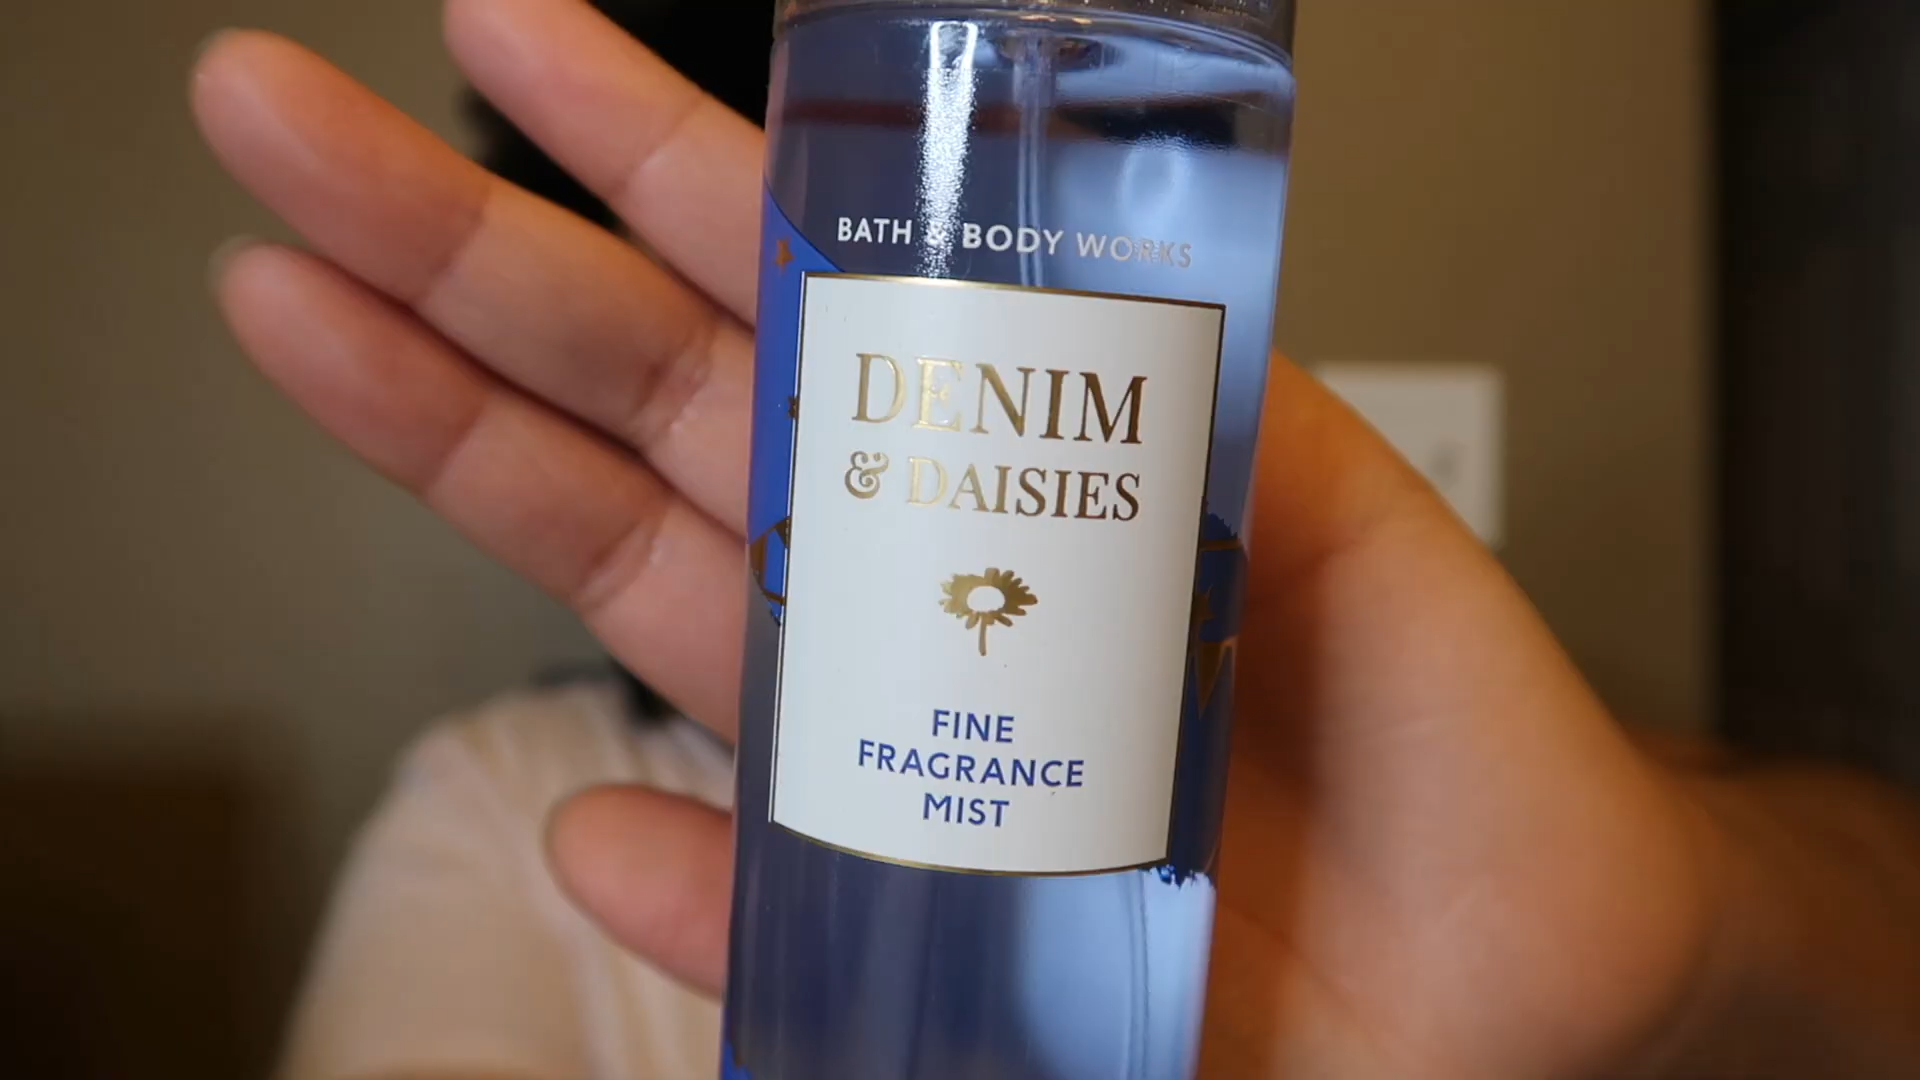 BATH & BODY WORKS
DENIM
& DAISIES
FINE
FRAGRANCE
MIST